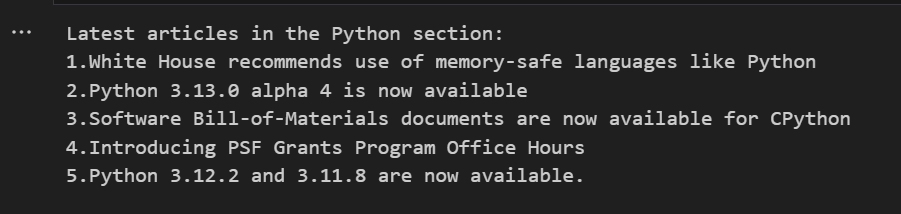 Latest articles in the Python section:
1.White House recommends use of memory-safe languages like Python
2.Python 3.13.0 alpha 4 is now available
3.Software Bill-of-Materials documents are now available for CPython
4.Introducing PSF Grants Program Office Hours
5.Python 3.12.2 and 3.11.8 are now available.